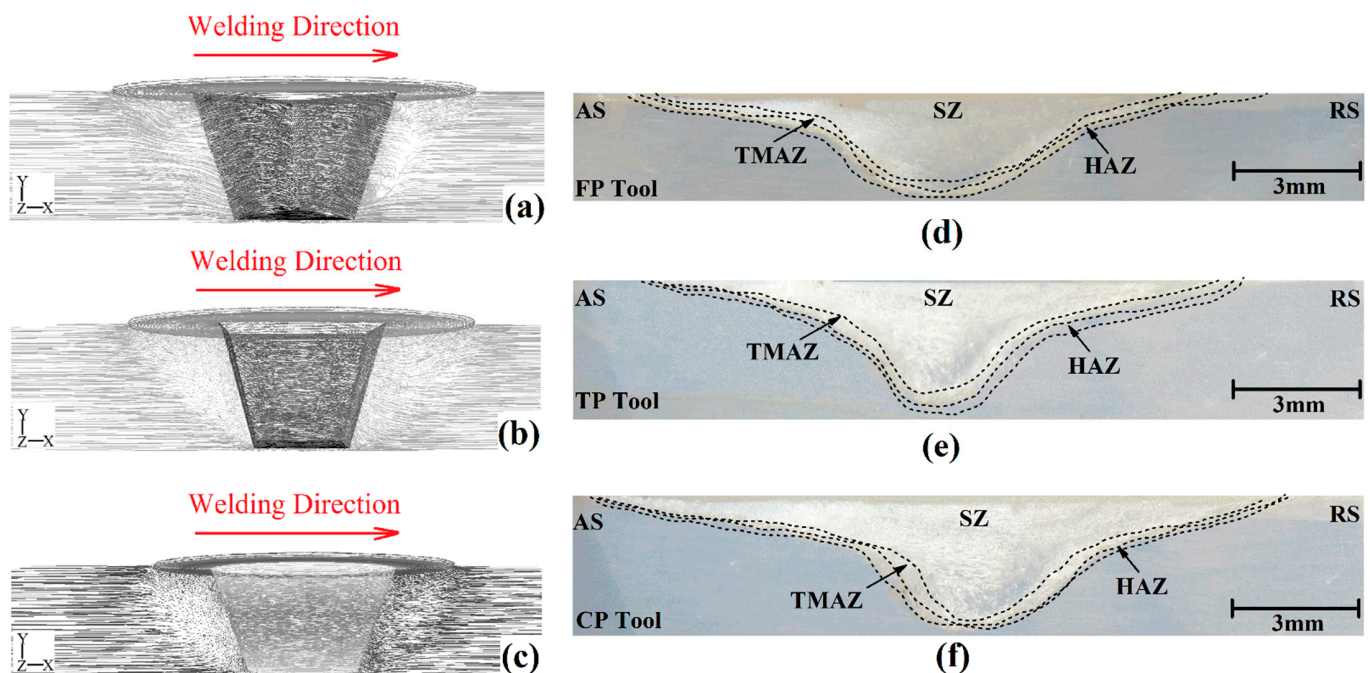 Welding Direction
Y
Z X
(a)
Welding Direction
Y
Z X
(b)
Welding Direction
Y
Z X
(c)
AS
SZ
RS
TMAZ
HAZ
FP Tool
3mm
(d)
AS
SZ
RS
TMAZ
HAZ
TP Tool
3mm
(e)
AS
SZ
RS
TMAZ
HAZ
CP Tool
3mm
(f)